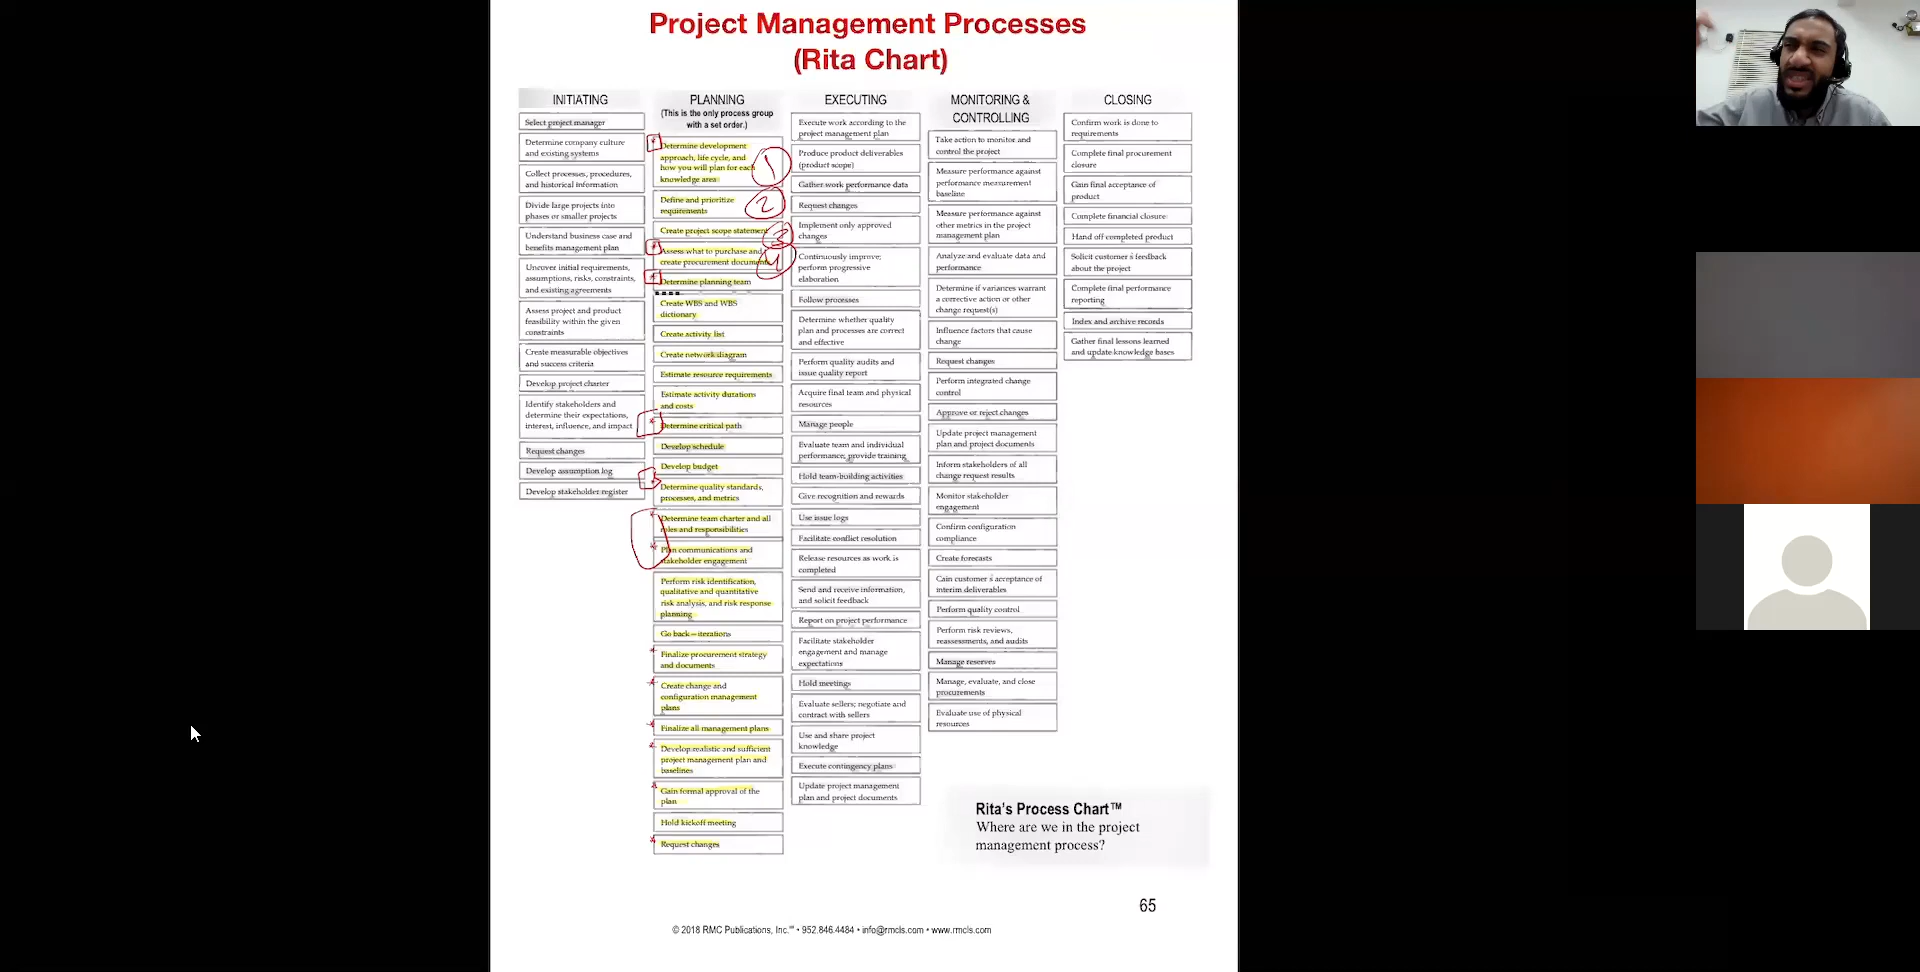 Project Management Processes
(Rita Chart)
INITIATING
Select project manager
Determine company culture
and existing systems
Collect processes, procedures,
and historical information
Divide large projects into
phases or smaller projects
Understand business case and
benefits management plan
Uncover initial requirements,
assumptions, risks, constraints,
and existing agreements
Assess project and product
feasibility within the given
constraints
Create measurable objectives
and success criteria
Develop project charter
Identify stakeholders and
determine their expectations,
interest, influence, and impact
Request changes
Develop assumption log
Develop stakeholder register
PLANNING
(This is the only process group
with a set order.)
Determine development
approach, life cycle, and
how you will plan for each
knowledge area
1
Define and prioritize
requirements
2
Create project scope statement
3
Assess what to purchase and
create procurement documents
4
Determine planning team
Create WBS and WBS
dictionary
Create activity list
Create network diagram
Estimate resource requirements
Estimate activity durations
and costs
Determine critical path
Develop schedule
Develop budget
Determine quality standards,
processes, and metrics
Determine team charter and all
roles and responsibilities
Plan communications and
stakeholder engagement
Perform risk identification,
qualitative and quantitative
risk analysis, and risk response
planning
Go back—iterations
Finalize procurement strategy
and documents
Create change and
configuration management
plans
Finalize all management plans
Develop realistic and sufficient
project management plan and
baselines
Gain formal approval of the
plan
Hold kickoff meeting
Request changes
EXECUTING
Execute work according to the
project management plan
Produce product deliverables
(product scope)
Gather work performance data
Request changes
Implement only approved
changes
Continuously improve;
perform progressive
elaboration
Follow processes
Determine whether quality
plan and processes are correct
and effective
Perform quality audits and
issue quality report
Acquire final team and physical
resources
Manage people
Evaluate team and individual
performance; provide training
Hold team-building activities
Give recognition and rewards
Use issue logs
Facilitate conflict resolution
Release resources as work is
completed
Send and receive information,
and solicit feedback
Report on project performance
Facilitate stakeholder
engagement and manage
expectations
Hold meetings
Evaluate sellers; negotiate and
contract with sellers
Use and share project
knowledge
Execute contingency plans
Update project management
plan and project documents
MONITORING &
CONTROLLING
Take action to monitor and
control the project
Measure performance against
performance measurement
baseline
Measure performance against
other metrics in the project
management plan
Analyze and evaluate data and
performance
Determine if variances warrant
a corrective action or other
change request(s)
Influence factors that cause
change
Request changes
Perform integrated change
control
Approve or reject changes
Update project management
plan and project documents
Inform stakeholders of all
change request results
Monitor stakeholder
engagement
Confirm configuration
compliance
Create forecasts
Gain customer's acceptance of
interim deliverables
Perform quality control
Perform risk reviews,
reassessments, and audits
Manage reserves
Manage, evaluate, and close
procurements
Evaluate use of physical
resources
CLOSING
Confirm work is done to
requirements
Complete final procurement
closure
Gain final acceptance of
product
Complete financial closure
Hand off completed product
Solicit customer's feedback
about the project
Complete final performance
reporting
Index and archive records
Gather final lessons learned
and update knowledge bases
Rita's Process Chart™
Where are we in the project
management process?
65
© 2018 RMC Publications, Inc.℠ • 952.846.4484 • info@rmcls.com • www.rmcls.com